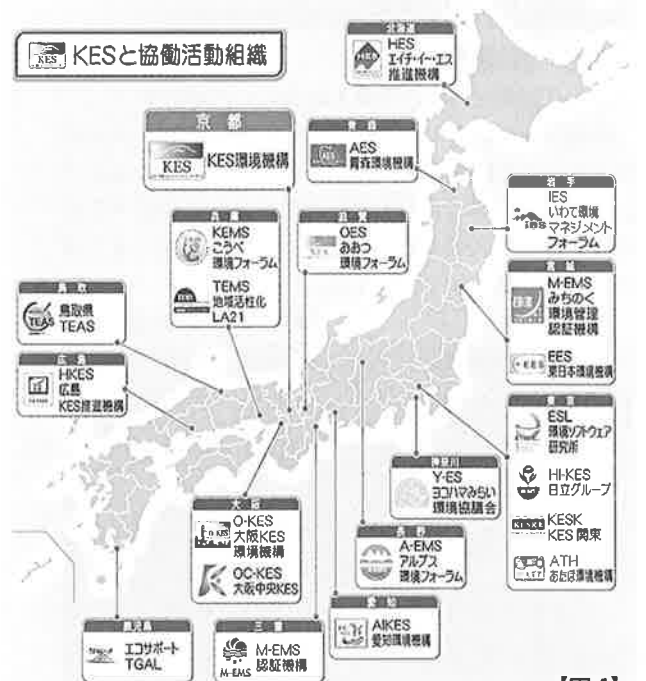 KES KESと協働活動組織
北海道
HES
エイチ・イー・エス
推進機構
京都
KES
KES環境機構
青森
AES
青森環境機構
岩手
IES
いわて環境
マネジメント
フォーラム
兵庫
KEMS
こうべ
環境フォーラム
TEMS
地域活性化
LA21
滋賀
OES
おおつ
環境フォーラム
宮城
M-EMS
みちのく
環境管理
認証機構
EES
東日本環境機構
鳥取
TEAS
鳥取県
TEAS
広島
HKES
広島
KES推進機構
東京
ESL
環境ソフトウェア
研究所
HI-KES
日立グループ
KESK
KES関東
ATH
あたほ環境機構
神奈川
Y-ES
ヨコハマみらい
環境協議会
大阪
O-KES
大阪KES
環境機構
OC-KES
大阪中央KES
長野
A-EMS
アルプス
環境フォーラム
愛知
AIKES
愛知環境機構
鹿児島
エコサポート
TGAL
三重
M-EMS
M-EMS
認証機構